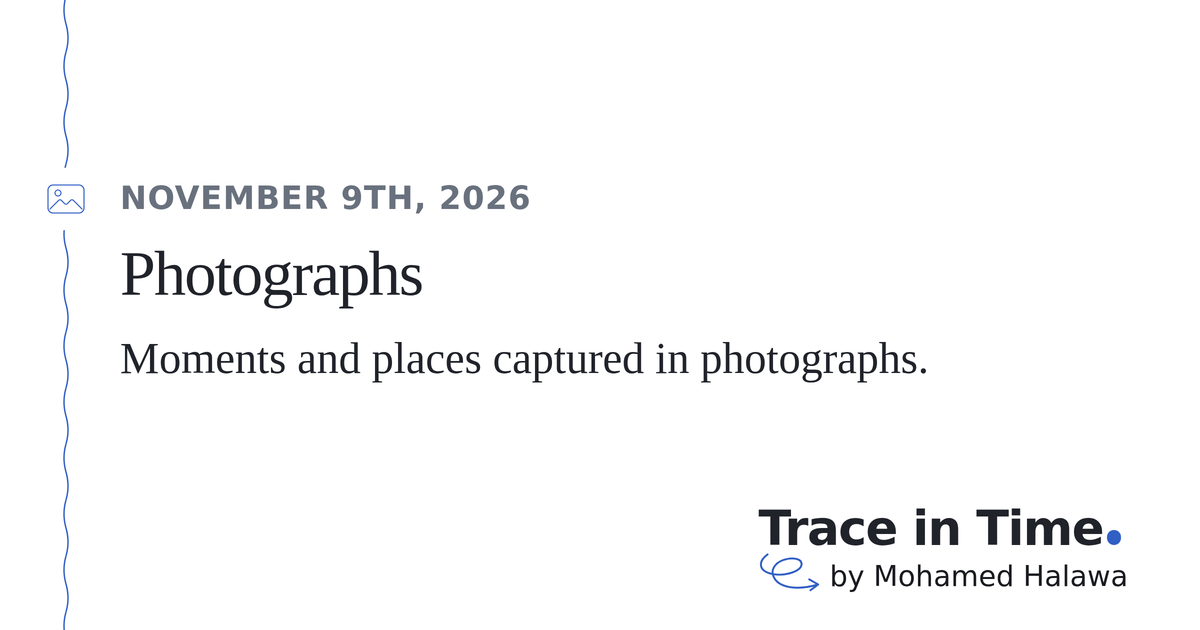 NOVEMBER 9TH, 2026
Photographs
Moments and places captured in photographs.
Trace in Time.
by Mohamed Halawa